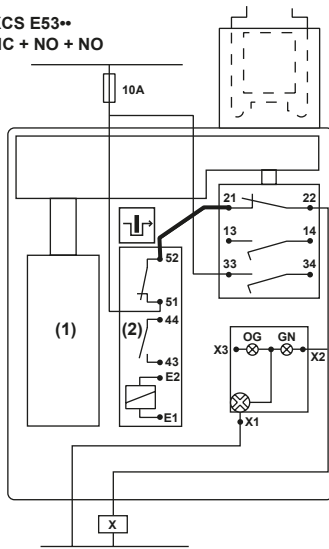 XCS E53••
NC + NO + NO
10A
21 22
13 14
33 34
52
51
(1) (2)
44
43
E2
E1
OG GN
X3 X2
X1
X